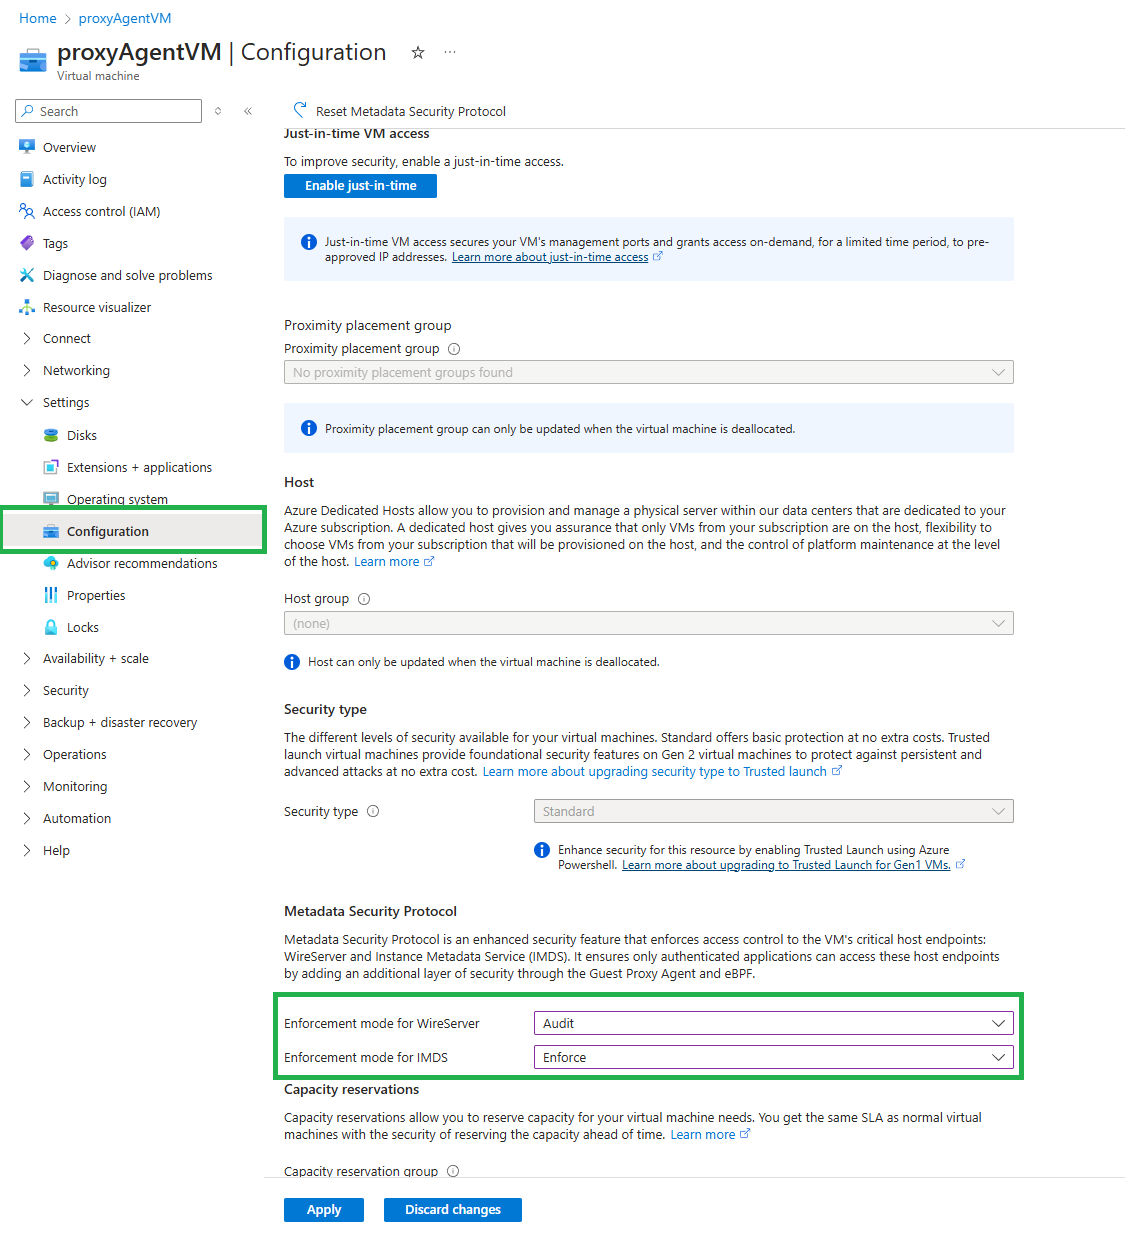 Home > proxyAgentVM
proxyAgentVM | Configuration
Virtual machine
Search
Overview
Activity log
Access control (IAM)
Tags
Diagnose and solve problems
Resource visualizer
Connect
Networking
Settings
Disks
Extensions + applications
Operating system
Configuration
Advisor recommendations
Properties
Locks
Availability + scale
Security
Backup + disaster recovery
Operations
Monitoring
Automation
Help
Reset Metadata Security Protocol
Just-in-time VM access
To improve security, enable a just-in-time access.
Enable just-in-time
Just-in-time VM access secures your VM's management ports and grants access on-demand, for a limited time period, to pre-
approved IP addresses. Learn more about just-in-time access
Proximity placement group
Proximity placement group
No proximity placement groups found
Proximity placement group can only be updated when the virtual machine is deallocated.
Host
Azure Dedicated Hosts allow you to provision and manage a physical server within our data centers that are dedicated to your
Azure subscription. A dedicated host gives you assurance that only VMs from your subscription are on the host, flexibility to
choose VMs from your subscription that will be provisioned on the host, and the control of platform maintenance at the level
of the host. Learn more
Host group
(none)
Host can only be updated when the virtual machine is deallocated.
Security type
The different levels of security available for your virtual machines. Standard offers basic protection at no extra costs. Trusted
launch virtual machines provide foundational security features on Gen 2 virtual machines to protect against persistent and
advanced attacks at no extra cost. Learn more about upgrading security type to Trusted launch
Security type
Standard
Enhance security for this resource by enabling Trusted Launch using Azure
Powershell. Learn more about upgrading to Trusted Launch for Gen1 VMs.
Metadata Security Protocol
Metadata Security Protocol is an enhanced security feature that enforces access control to the VM's critical host endpoints:
WireServer and Instance Metadata Service (IMDS). It ensures only authenticated applications can access these host endpoints
by adding an additional layer of security through the Guest Proxy Agent and eBPF.
Enforcement mode for WireServer
Audit
Enforcement mode for IMDS
Enforce
Capacity reservations
Capacity reservations allow you to reserve capacity for your virtual machine needs. You get the same SLA as normal virtual
machines with the security of reserving the capacity ahead of time. Learn more
Capacity reservation group
Apply
Discard changes